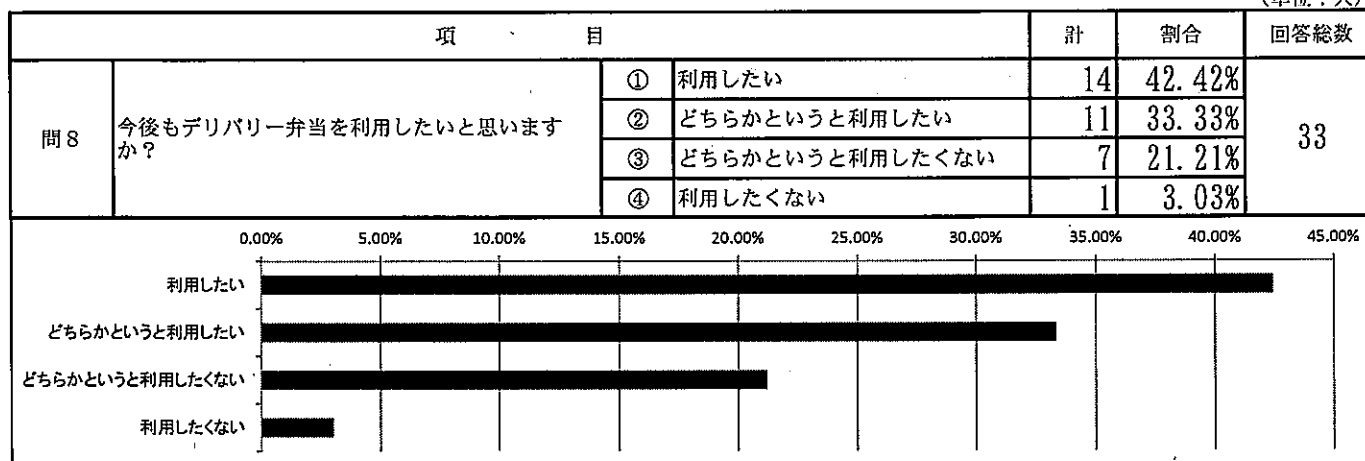 (単位：人)
項 目 計 割合 回答総数
問8 今後もデリバリー弁当を利用したいと思いますか？ 33
① 利用したい 14 42.42%
② どちらかというと利用したい 11 33.33%
③ どちらかというと利用したくない 7 21.21%
④ 利用したくない 1 3.03%
0.00% 5.00% 10.00% 15.00% 20.00% 25.00% 30.00% 35.00% 40.00% 45.00%
利用したい
どちらかというと利用したい
どちらかというと利用したくない
利用したくない